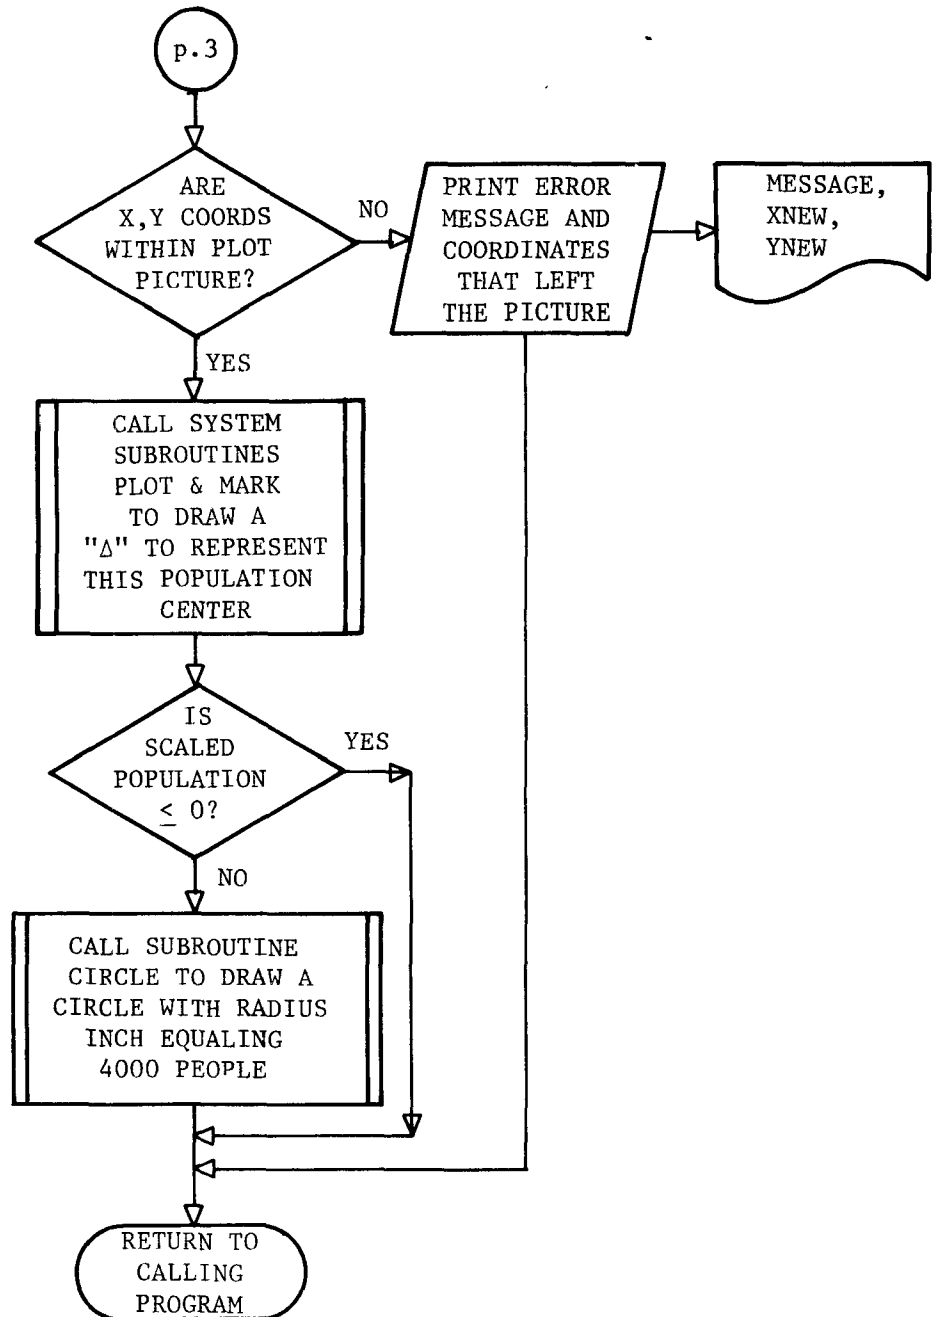 p.3
ARE
X,Y COORDS
WITHIN PLOT
PICTURE?
NO
PRINT ERROR
MESSAGE AND
COORDINATES
THAT LEFT
THE PICTURE
MESSAGE,
XNEW,
YNEW
YES
CALL SYSTEM
SUBROUTINES
PLOT & MARK
TO DRAW A
"Δ" TO REPRESENT
THIS POPULATION
CENTER
IS
SCALED
POPULATION
≤ 0?
YES
NO
CALL SUBROUTINE
CIRCLE TO DRAW A
CIRCLE WITH RADIUS
INCH EQUALING
4000 PEOPLE
RETURN TO
CALLING
PROGRAM